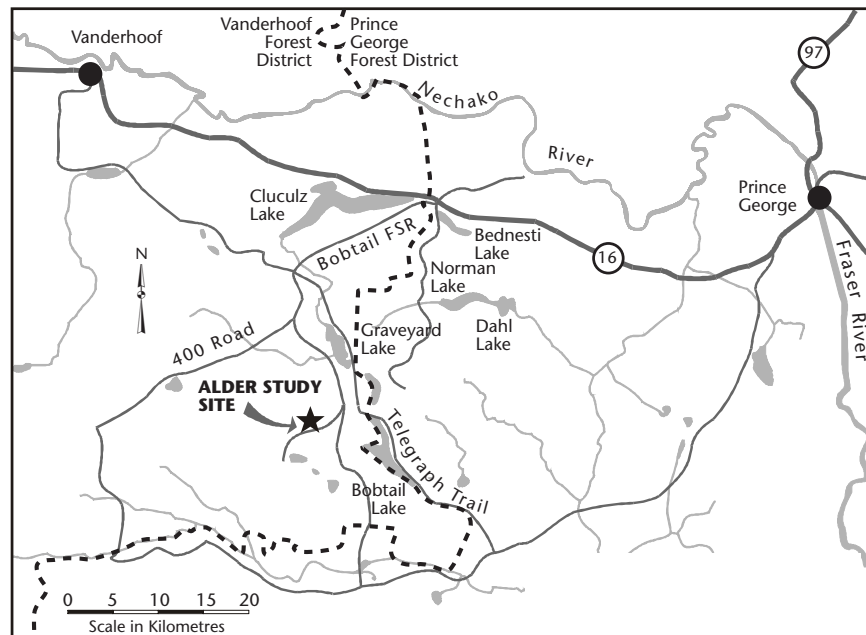 Vanderhoof
Vanderhoof
Forest
District
Prince
George
Forest District
97
Nechako
River
Prince
George
Cluculz
Lake
Bobtail FSR
Bednesti
Lake
16
Norman
Lake
Fraser River
N
Graveyard
Lake
Dahl
Lake
400 Road
ALDER STUDY
SITE
Telegraph Trail
Bobtail
Lake
0 5 10 15 20
Scale in Kilometres